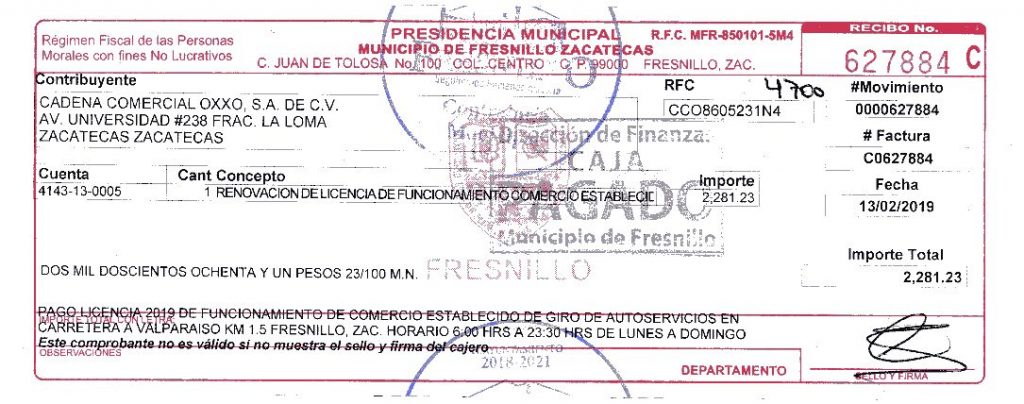 Régimen Fiscal de las Personas
Morales con fines No Lucrativos
PRESIDENCIA MUNICIPAL
MUNICIPIO DE FRESNILLO ZACATECAS
C. JUAN DE TOLOSA No. 100 COL. CENTRO C.P. 99000 FRESNILLO, ZAC.
R.F.C. MFR-850101-5M4
RECIBO No.
627884 C
Contribuyente
CADENA COMERCIAL OXXO, S.A. DE C.V.
AV. UNIVERSIDAD #238 FRAC. LA LOMA
ZACATECAS ZACATECAS
RFC
4700
CCO8605231N4
#Movimiento
0000627884
# Factura
C0627884
Fecha
13/02/2019
Dirección de Finanza
CAJA
PAGADO
Municipio de Fresnillo
Cuenta Cant Concepto Importe
4143-13-0005 1 RENOVACION DE LICENCIA DE FUNCIONAMIENTO COMERCIO ESTABLECID 2,281.23
Importe Total
2,281.23
DOS MIL DOSCIENTOS OCHENTA Y UN PESOS 23/100 M.N.
FRESNILLO
PAGO LICENCIA 2019 DE FUNCIONAMIENTO DE COMERCIO ESTABLECIDO DE GIRO DE AUTOSERVICIOS EN
IMPORTE TOTAL CON LETRA
CARRETERA A VALPARAISO KM 1.5 FRESNILLO, ZAC. HORARIO 6:00 HRS A 23:30 HRS DE LUNES A DOMINGO
Este comprobante no es válido si no muestra el sello y firma del cajero
OBSERVACIONES
2018-2021
DEPARTAMENTO
SELLO Y FIRMA